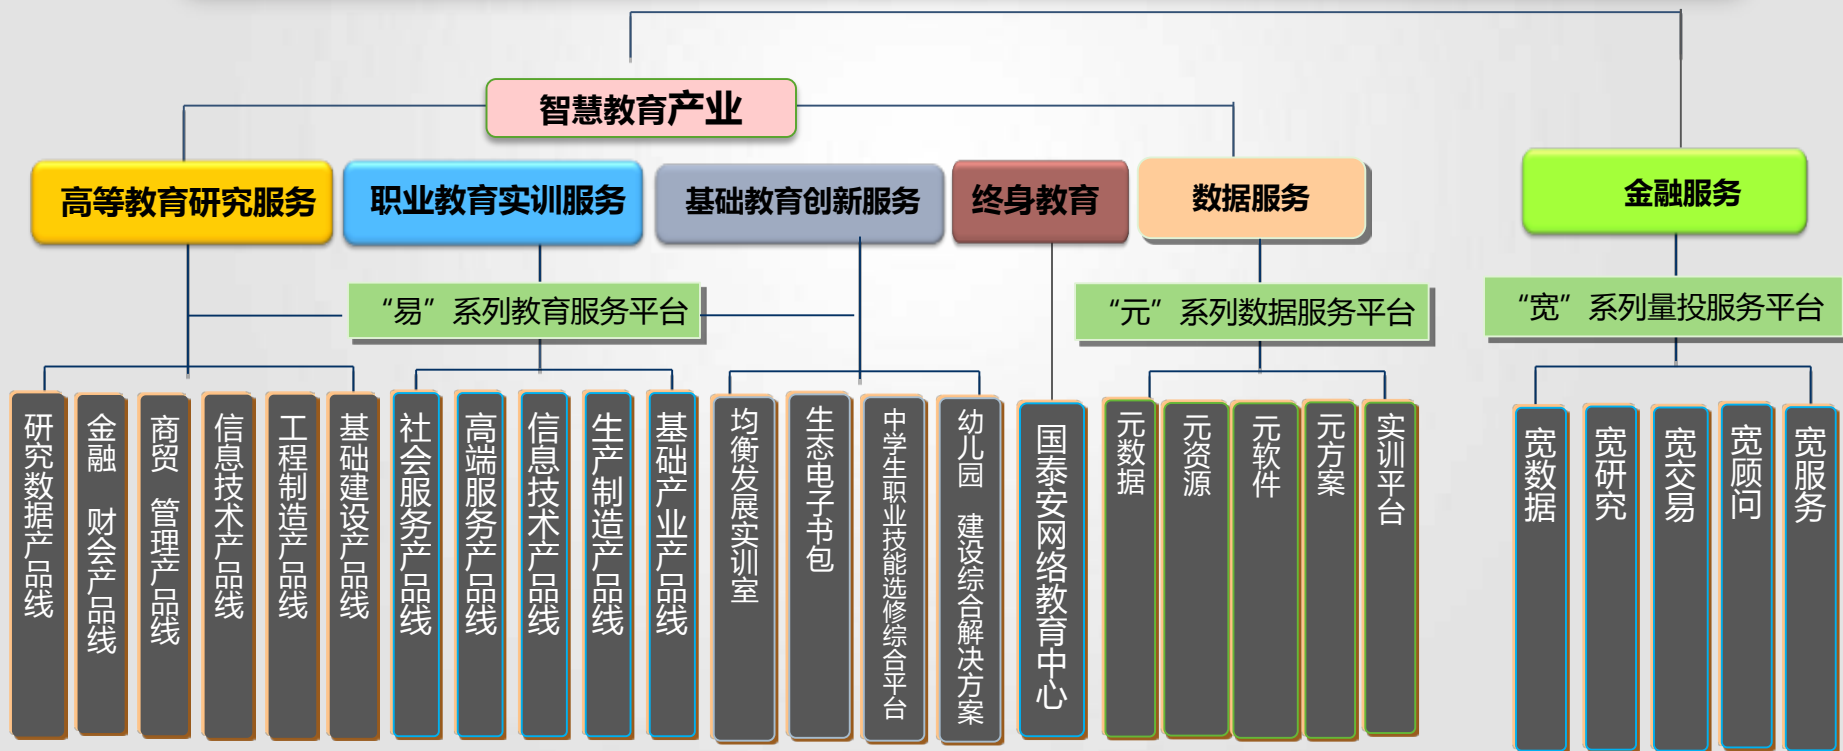 智慧教育产业
高等教育研究服务
职业教育实训服务
基础教育创新服务
终身教育
数据服务
金融服务
“易”系列教育服务平台
“元”系列数据服务平台
“宽”系列量投服务平台
研究数据产品线
金融 财会产品线
商贸 管理产品线
信息技术产品线
工程制造产品线
基础建设产品线
社会服务产品线
高端服务产品线
信息技术产品线
生产制造产品线
基础产业产品线
均衡发展实训室
生态电子书包
中学生职业技能选修综合平台
幼儿园 建设综合解决方案
国泰安网络教育中心
元数据
元资源
元软件
元方案
实训平台
宽数据
宽研究
宽交易
宽顾问
宽服务